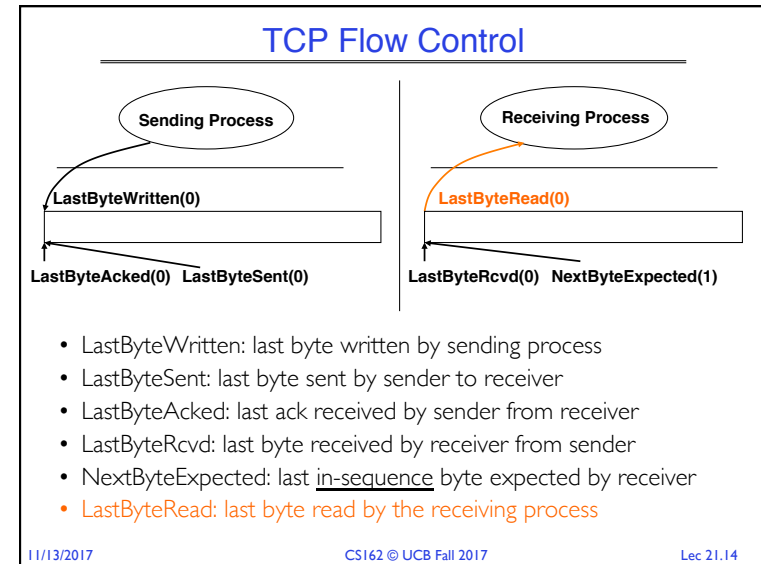 TCP Flow Control
Sending Process
Receiving Process
LastByteWritten(0)
LastByteRead(0)
LastByteAcked(0) LastByteSent(0)
LastByteRcvd(0) NextByteExpected(1)
• LastByteWritten: last byte written by sending process
• LastByteSent: last byte sent by sender to receiver
• LastByteAcked: last ack received by sender from receiver
• LastByteRcvd: last byte received by receiver from sender
• NextByteExpected: last in-sequence byte expected by receiver
• LastByteRead: last byte read by the receiving process
11/13/2017 CS162 © UCB Fall 2017 Lec 21.14